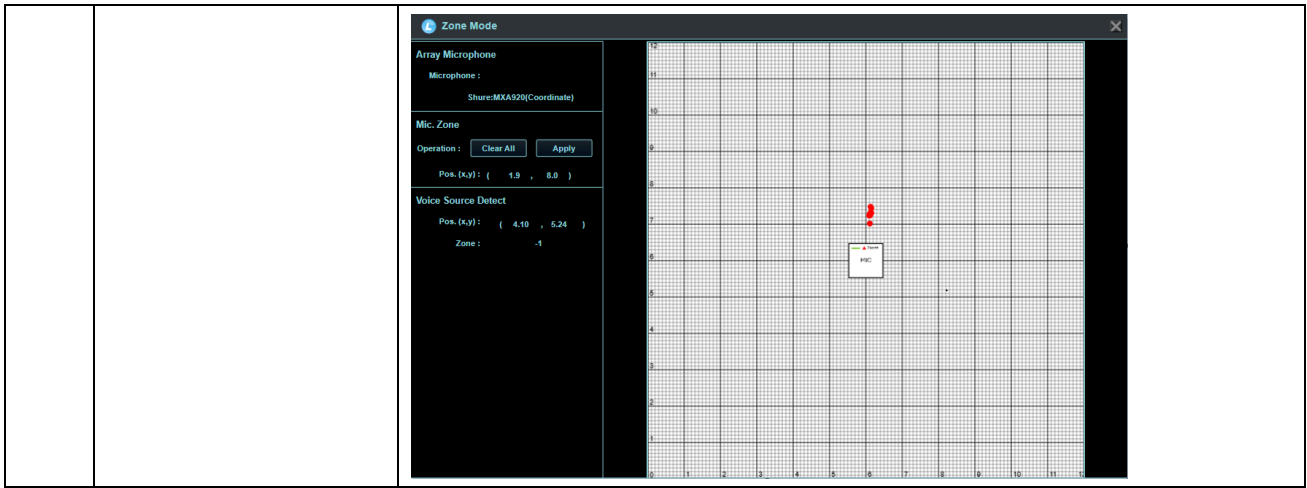 Zone Mode
Array Microphone
Microphone :
Shure:MXA920(Coordinate)
Mic. Zone
Operation : Clear All Apply
Pos. (x,y) : ( 1.9 , 8.0 )
Voice Source Detect
Pos. (x,y) : ( 4.10 , 5.24 )
Zone : -1
12
11
10
9
8
7
6
MIC
5
4
3
2
1
0 1 2 3 4 5 6 7 8 9 10 11